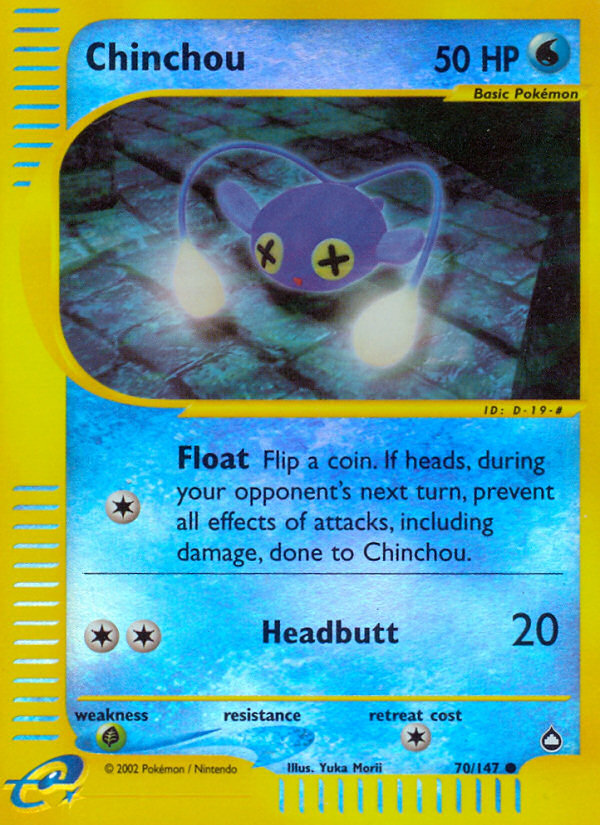 Chinchou 50 HP
Basic Pokémon
ID: D-19-#
Float Flip a coin. If heads, during
your opponent's next turn, prevent
all effects of attacks, including
damage, done to Chinchou.
Headbutt 20
weakness resistance retreat cost
© 2002 Pokémon / Nintendo Illus. Yuka Morii 70/147